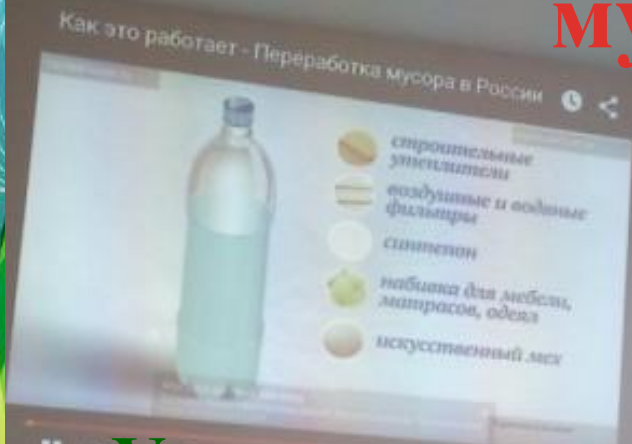 му
Как это работает - Переработка мусора в России
строительные
утеплители
воздушные и водяные
фильтры
синтепон
набивка для мебели,
матрасов, одеял
искусственный мех